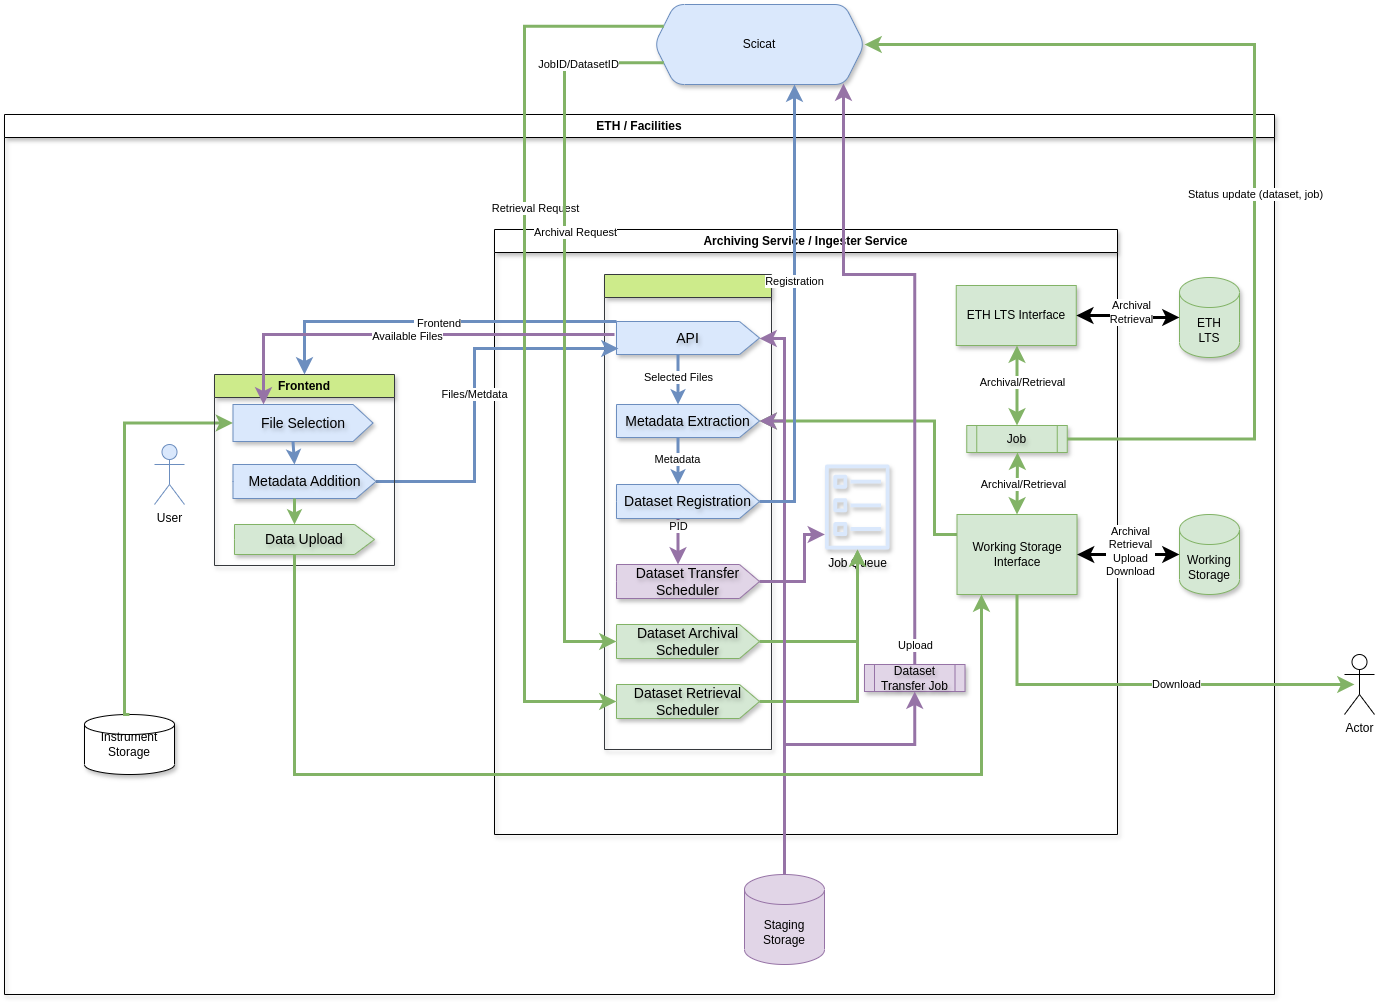 Scicat
JobID/DatasetID
ETH / Facilities
Status update (dataset, job)
Retrieval Request
Archival Request
Archiving Service / Ingester Service
Registration
ETH LTS Interface
Archival
Retrieval
ETH
LTS
Frontend
Available Files
API
Selected Files
Frontend
File Selection
Files/Metdata
Archival/Retrieval
Metadata Extraction
Job
Metadata
Metadata Addition
Archival/Retrieval
Dataset Registration
User
PID
Data Upload
Working Storage
Interface
Archival
Retrieval
Upload
Download
Working
Storage
Job Queue
Dataset Transfer
Scheduler
Dataset Archival
Scheduler
Upload
Dataset
Transfer Job
Download
Dataset Retrieval
Scheduler
Actor
Instrument
Storage
Staging
Storage